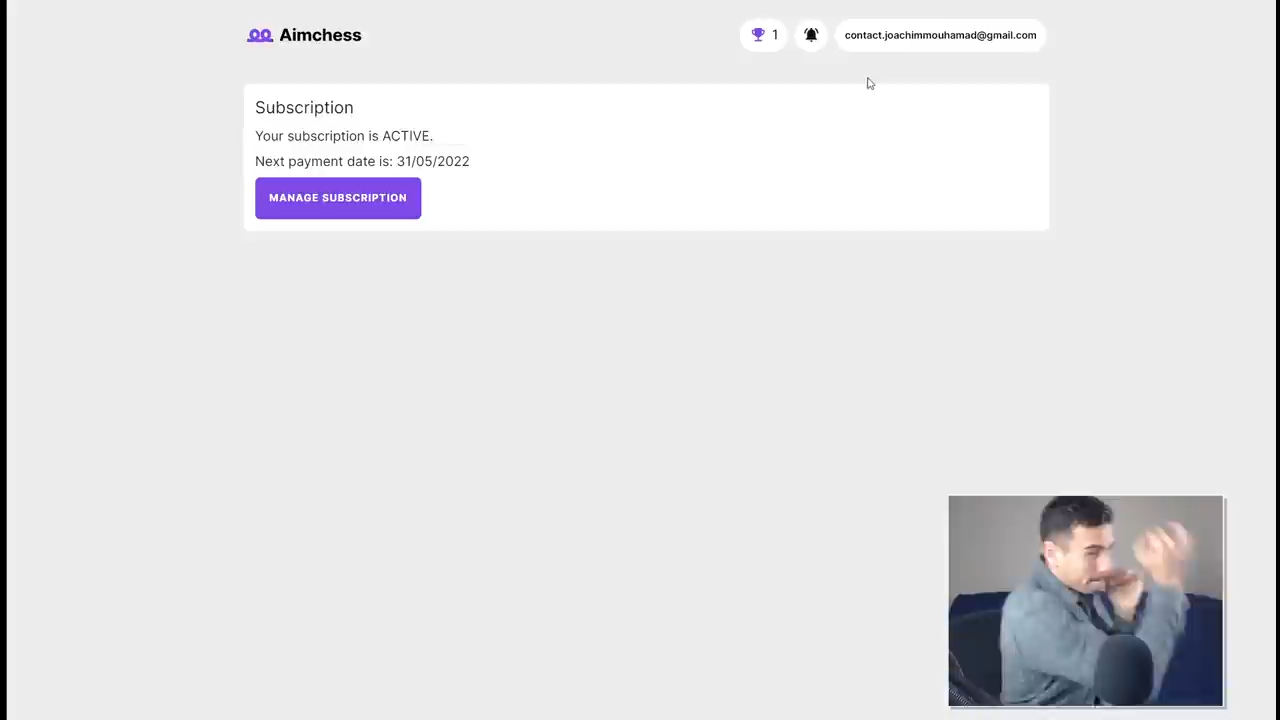 Aimchess
1
contact.joachimmouhamad@gmail.com
Subscription
Your subscription is ACTIVE.
Next payment date is: 31/05/2022
MANAGE SUBSCRIPTION